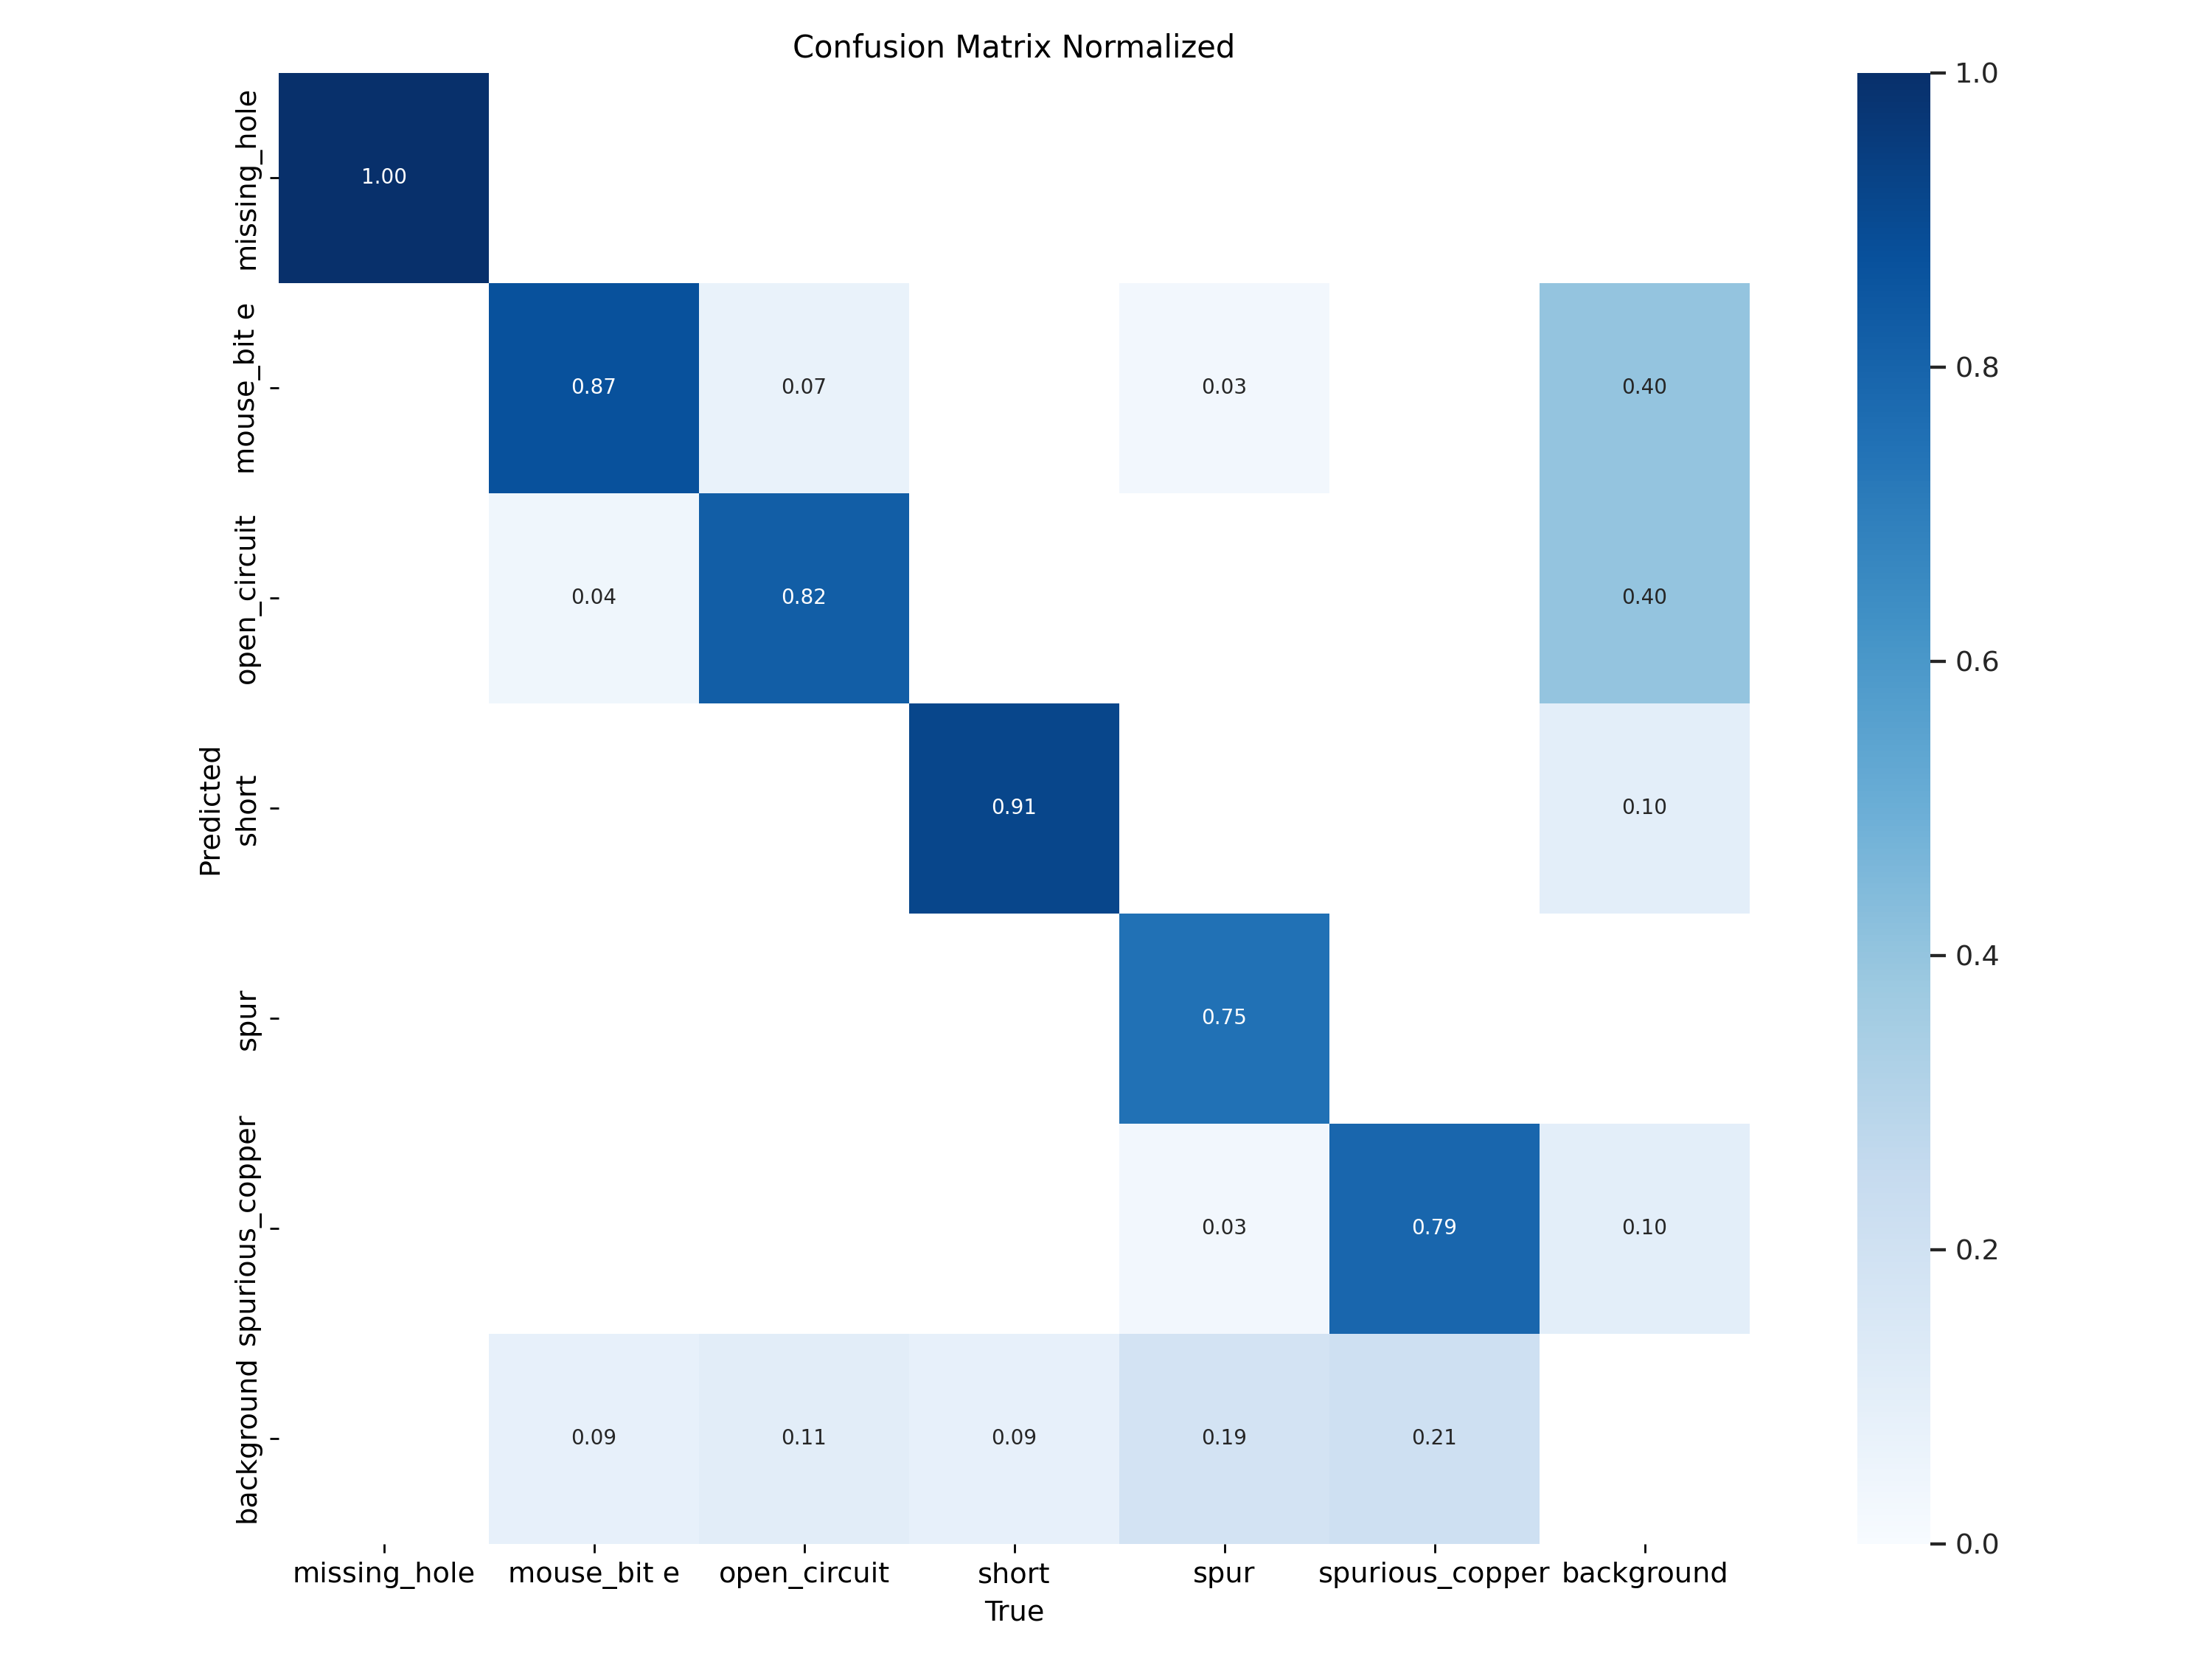 Confusion Matrix Normalized
missing_hole
mouse_bit e
open_circuit
short
spur
spurious_copper
background
Predicted
1.00
0.87 0.07 0.03 0.40
0.04 0.82 0.40
0.91 0.10
0.75
0.03 0.79 0.10
0.09 0.11 0.09 0.19 0.21
missing_hole mouse_bit e open_circuit short spur spurious_copper background
True
1.0
0.8
0.6
0.4
0.2
0.0